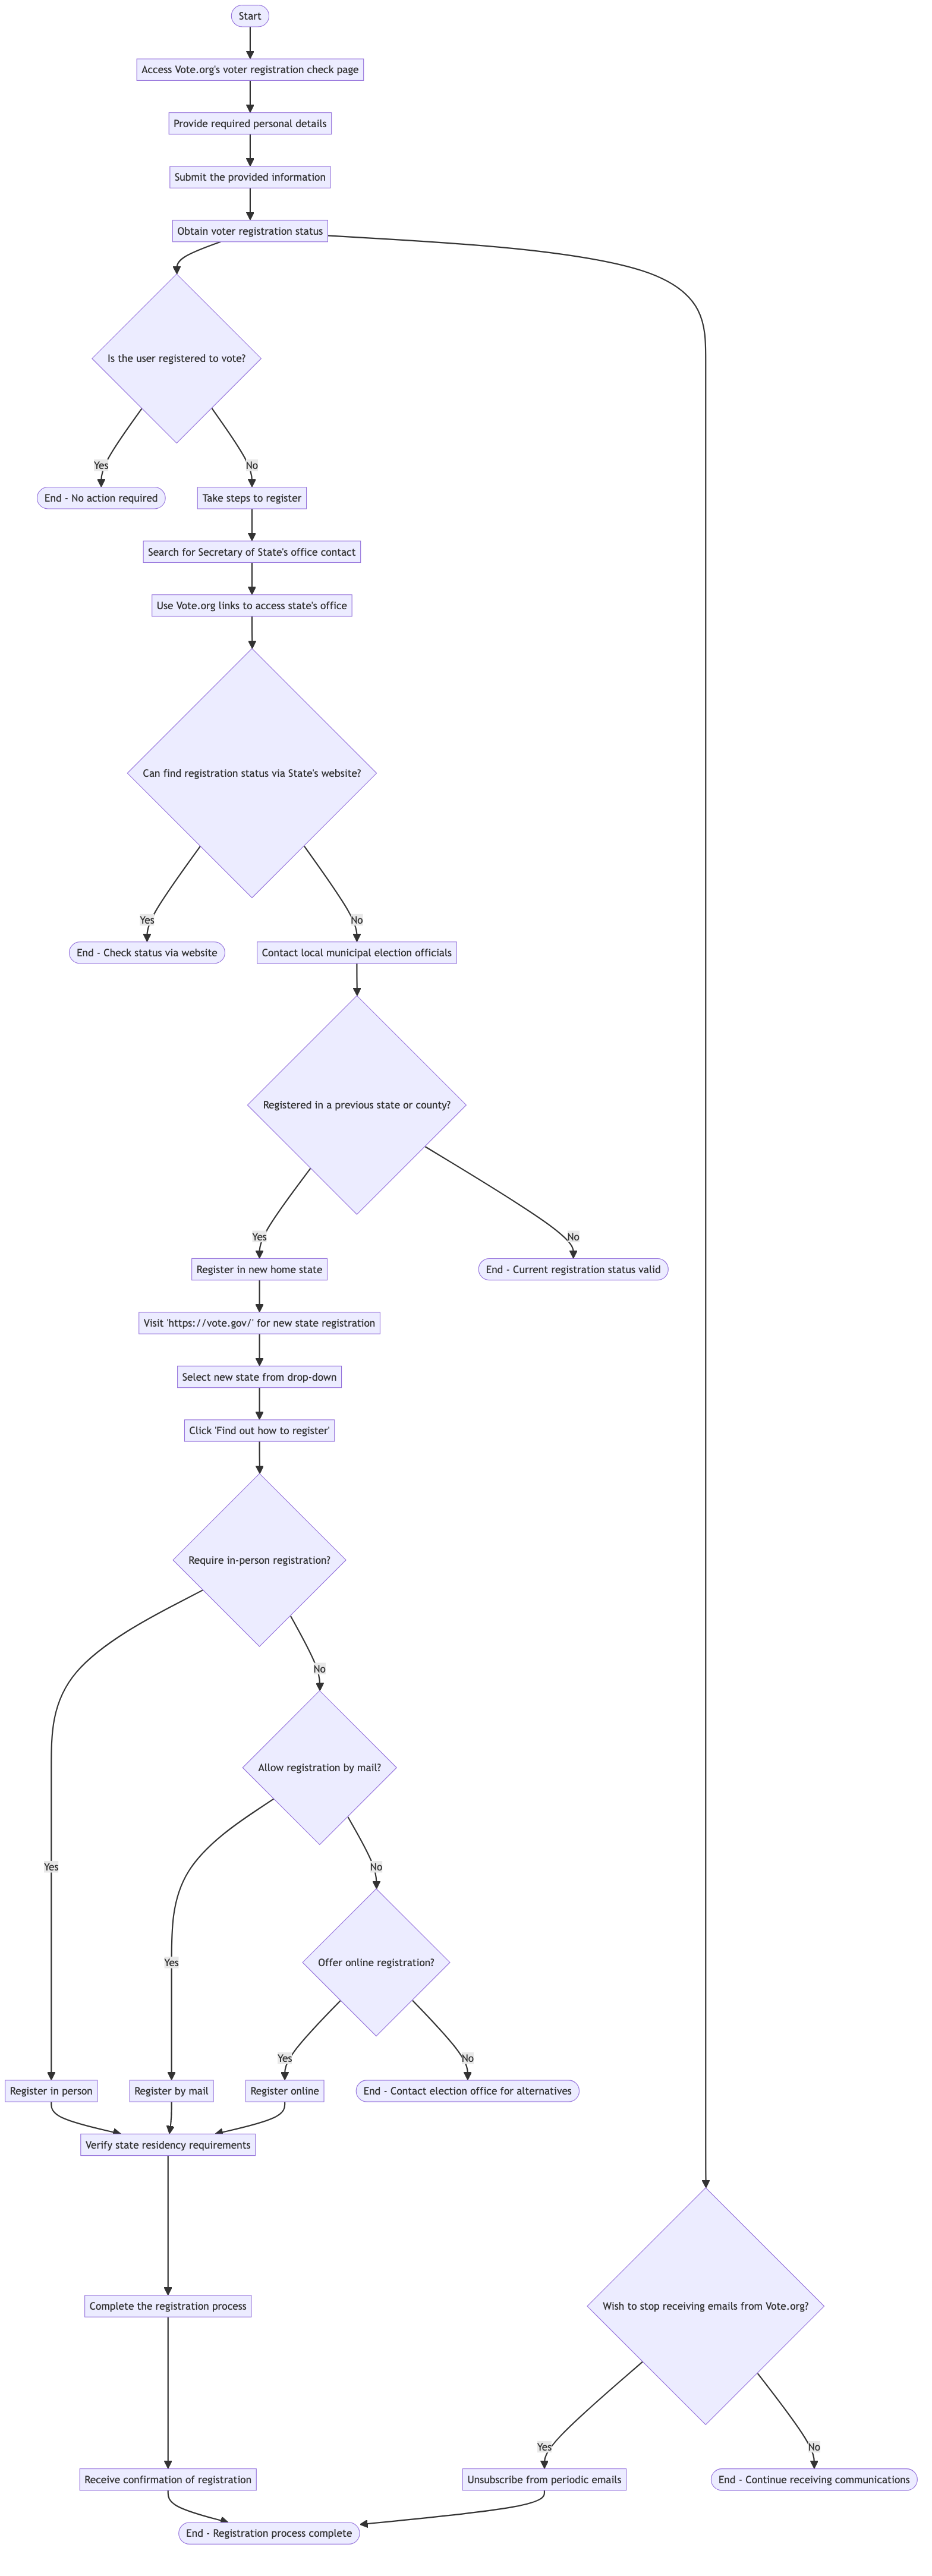 Start
Access Vote.org's voter registration check page
Provide required personal details
Submit the provided information
Obtain voter registration status
Is the user registered to vote?
Yes
No
End - No action required
Take steps to register
Search for Secretary of State's office contact
Use Vote.org links to access state's office
Can find registration status via State's website?
Yes
No
End - Check status via website
Contact local municipal election officials
Registered in a previous state or county?
Yes
No
Register in new home state
End - Current registration status valid
Visit 'https://vote.gov/' for new state registration
Select new state from drop-down
Click 'Find out how to register'
Require in-person registration?
No
Allow registration by mail?
Yes
No
Yes
Offer online registration?
Yes
No
Register in person
Register by mail
Register online
End - Contact election office for alternatives
Verify state residency requirements
Complete the registration process
Wish to stop receiving emails from Vote.org?
Yes
No
Receive confirmation of registration
Unsubscribe from periodic emails
End - Continue receiving communications
End - Registration process complete